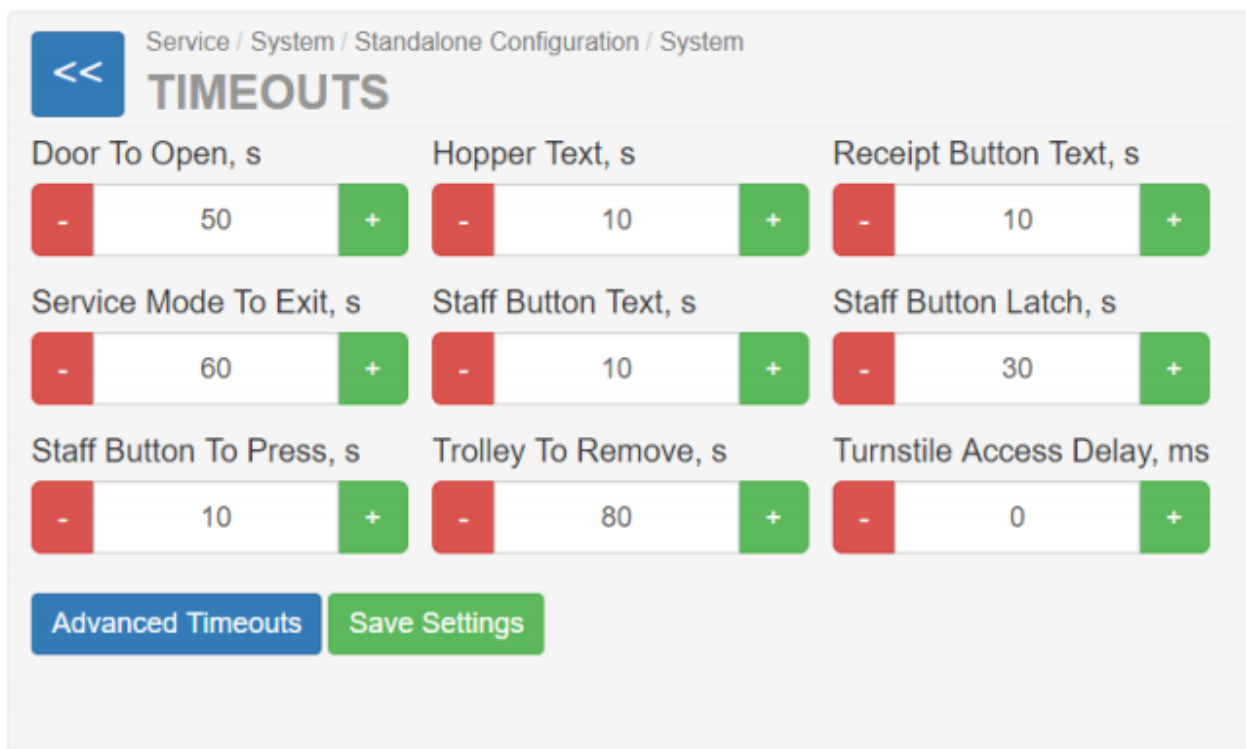 <<
Service / System / Standalone Configuration / System
TIMEOUTS
Door To Open, s Hopper Text, s Receipt Button Text, s
- 50 + - 10 + - 10 +
Service Mode To Exit, s Staff Button Text, s Staff Button Latch, s
- 60 + - 10 + - 30 +
Staff Button To Press, s Trolley To Remove, s Turnstile Access Delay, ms
- 10 + - 80 + - 0 +
Advanced Timeouts Save Settings